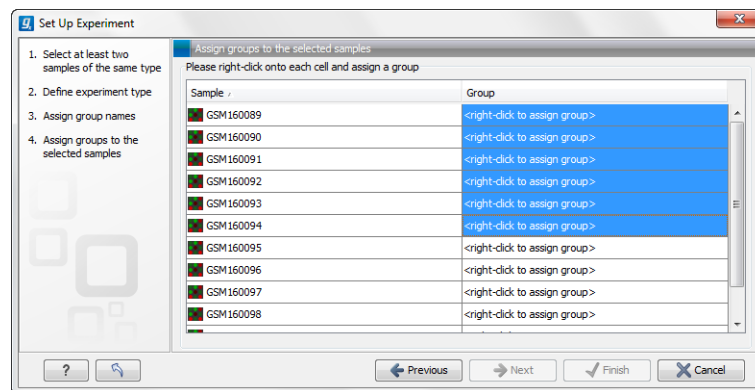 Set Up Experiment
1. Select at least two
samples of the same type
2. Define experiment type
3. Assign group names
4. Assign groups to the
selected samples
Assign groups to the selected samples
Please right-click onto each cell and assign a group
Sample Group
GSM160089 <right-click to assign group>
GSM160090 <right-click to assign group>
GSM160091 <right-click to assign group>
GSM160092 <right-click to assign group>
GSM160093 <right-click to assign group>
GSM160094 <right-click to assign group>
GSM160095 <right-click to assign group>
GSM160096 <right-click to assign group>
GSM160097 <right-click to assign group>
GSM160098 <right-click to assign group>
? Previous Next Finish Cancel